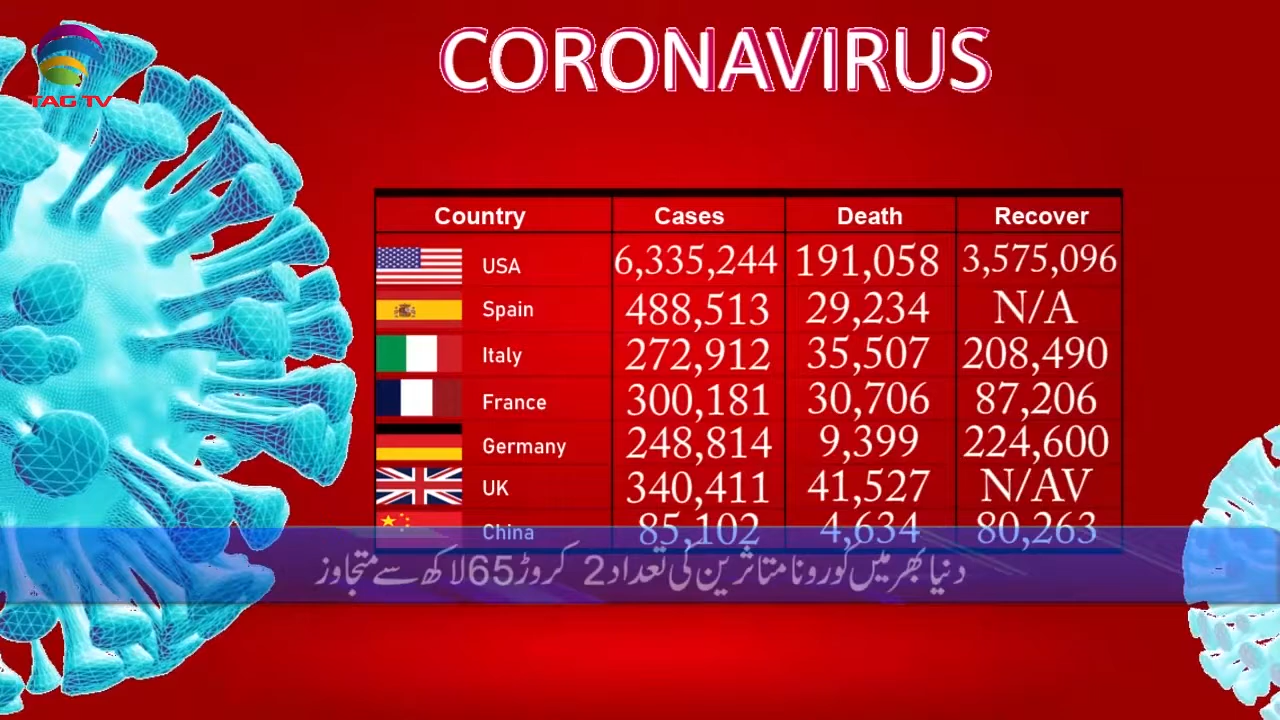 TAG TV
CORONAVIRUS
Country Cases Death Recover
USA 6,335,244 191,058 3,575,096
Spain 488,513 29,234 N/A
Italy 272,912 35,507 208,490
France 300,181 30,706 87,206
Germany 248,814 9,399 224,600
UK 340,411 41,527 N/AV
China 85,102 4,634 80,263
دنیا بھر میں کورونا متاثرین کی تعداد 2 کروڑ 65 لاکھ سے متجاوز